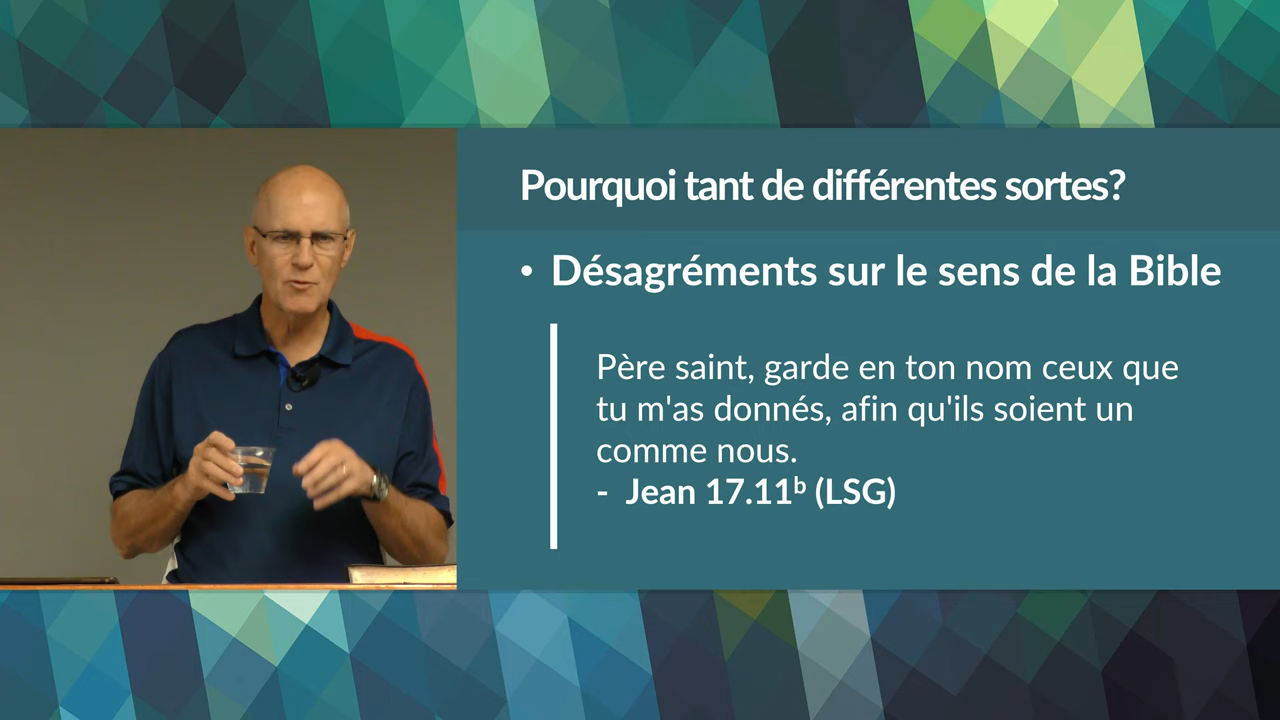 Pourquoi tant de différentes sortes?
• Désagréments sur le sens de la Bible
Père saint, garde en ton nom ceux que
tu m'as donnés, afin qu'ils soient un
comme nous.
- Jean 17.11ᵇ (LSG)